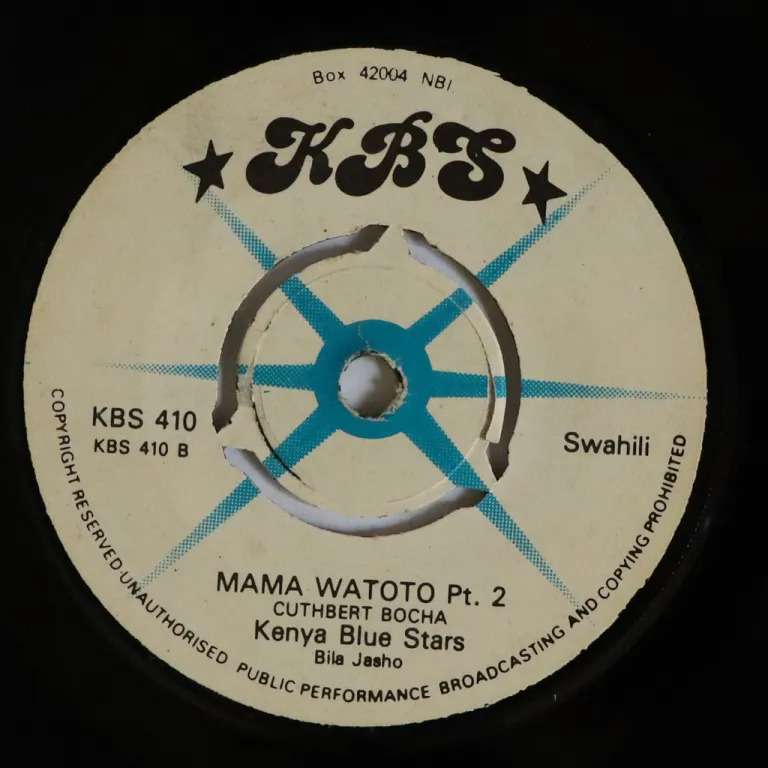 Box 42004 NBI
KBS
KBS 410
KBS 410 B
Swahili
MAMA WATOTO Pt. 2
CUTHBERT BOCHA
Kenya Blue Stars
Bila Jasho
COPYRIGHT RESERVED·UNAUTHORISED PUBLIC PERFORMANCE BROADCASTING AND COPYING PROHIBITED